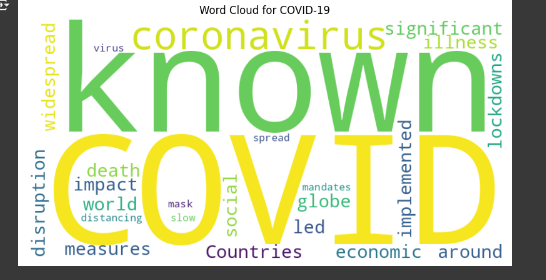 Word Cloud for COVID-19
coronavirus
significant
illness
virus
widespread
known
lockdowns
spread
COVID
implemented
death
impact
world
distancing
mask
slow
social
mandates
globe
led
disruption
measures
Countries
economic
around